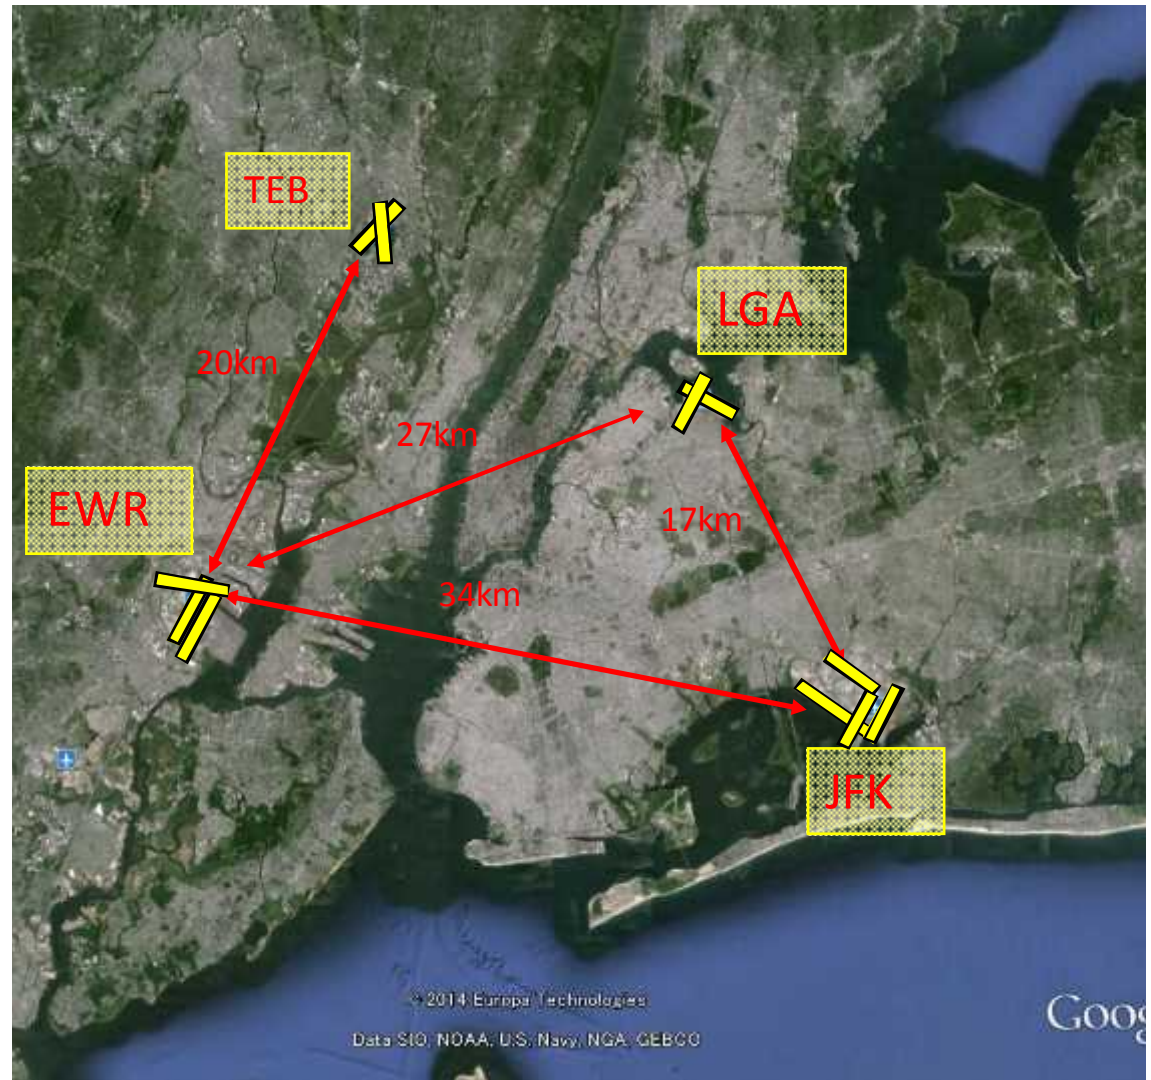 TEB
LGA
20km
27km
EWR
17km
34km
JFK
©2014 Europa Technologies
Goog
Data SIO, NOAA, U.S. Navy, NGA, GEBCO